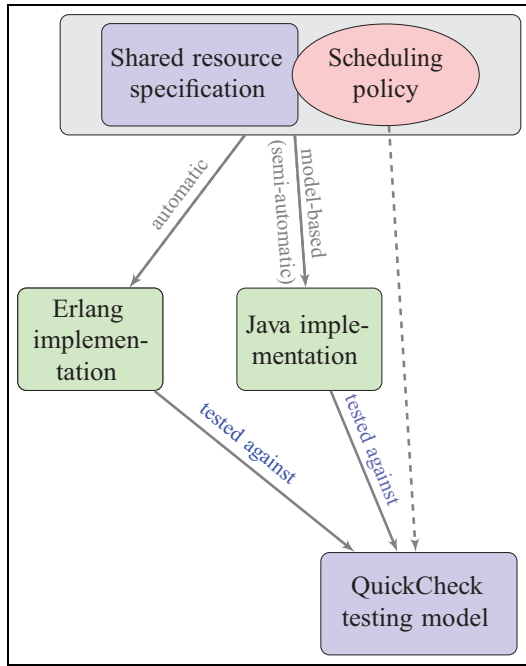 Shared resource
specification
Scheduling
policy
automatic
model-based
(semi-automatic)
Erlang
implemen-
tation
Java imple-
mentation
tested against
tested against
QuickCheck
testing model